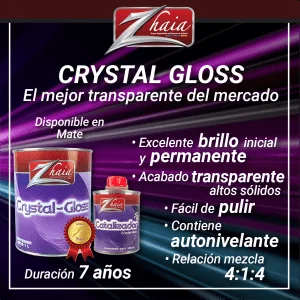 Zhaia
CRYSTAL GLOSS
El mejor transparente del mercado
Disponible en
Mate
• Excelente brillo inicial
y permanente
• Acabado transparente
altos sólidos
• Fácil de pulir
• Contiene
autonivelante
• Relación mezcla
4:1:4
Zhaia
Crystal-Gloss
Zhaia
Catalizador
Duración 7 años